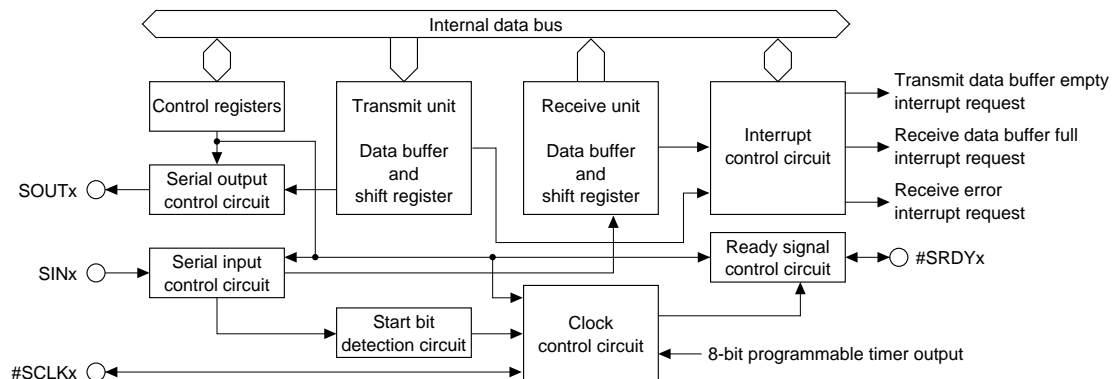 Internal data bus
Control registers
Transmit unit
Data buffer
and
shift register
Receive unit
Data buffer
and
shift register
Interrupt
control circuit
Transmit data buffer empty
interrupt request
Receive data buffer full
interrupt request
Receive error
interrupt request
SOUTx
Serial output
control circuit
SINx
Serial input
control circuit
Ready signal
control circuit
#SRDYx
Start bit
detection circuit
Clock
control circuit
8-bit programmable timer output
#SCLKx